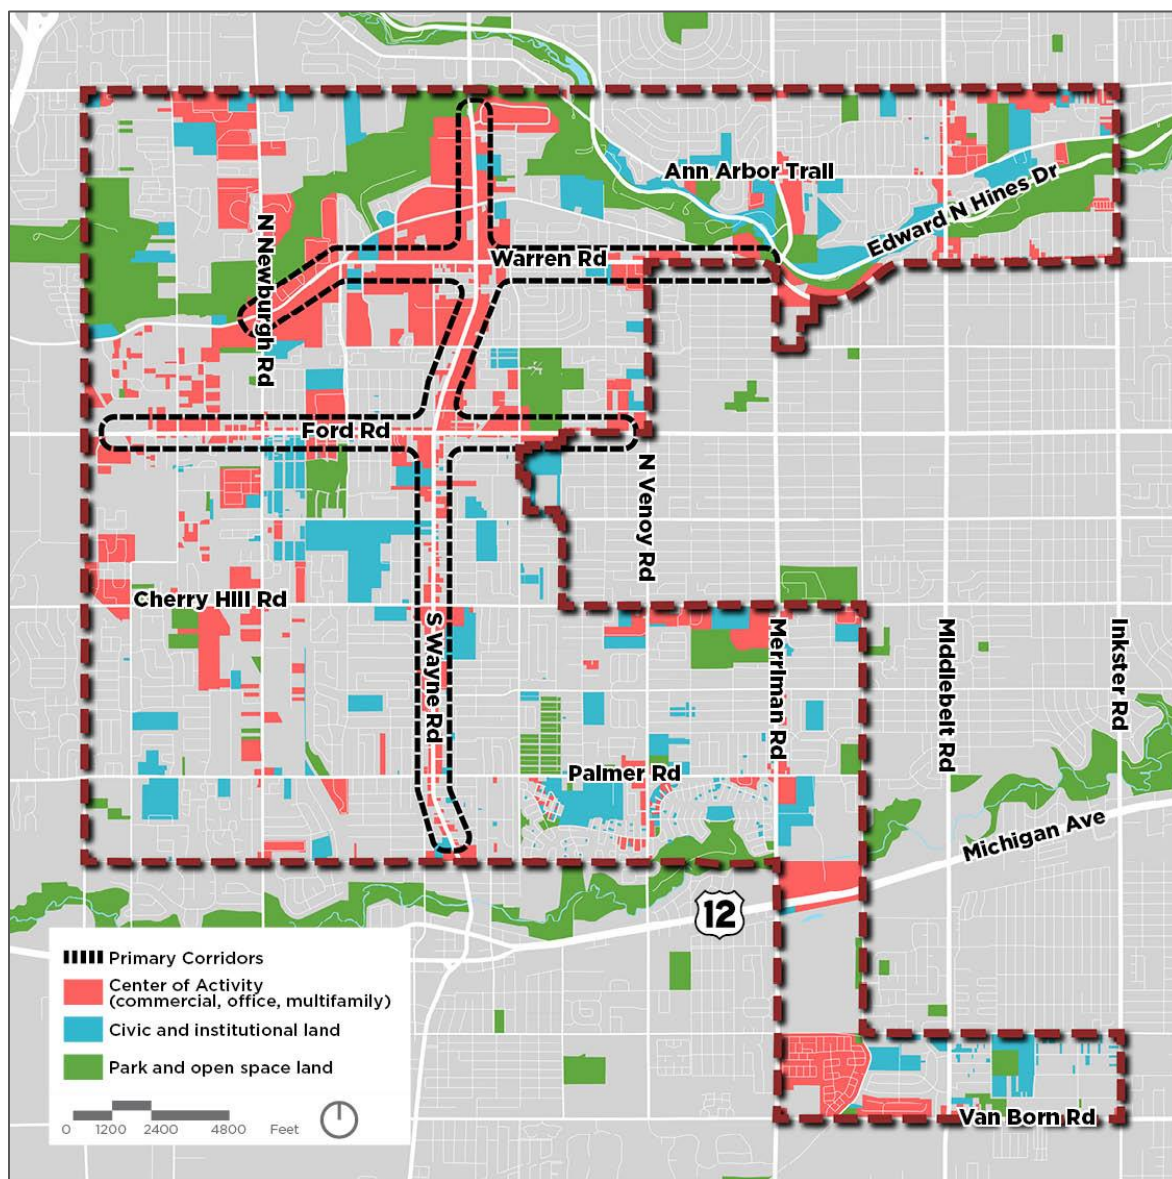 Ann Arbor Trail
Edward N Hines Dr
N Newburgh Rd
Warren Rd
Ford Rd
N Venoy Rd
Cherry Hill Rd
S Wayne Rd
Merriman Rd
Middlebelt Rd
Inkster Rd
Palmer Rd
Michigan Ave
12
Primary Corridors
Center of Activity
(commercial, office, multifamily)
Civic and institutional land
Park and open space land
0 1200 2400 4800 Feet
Van Born Rd